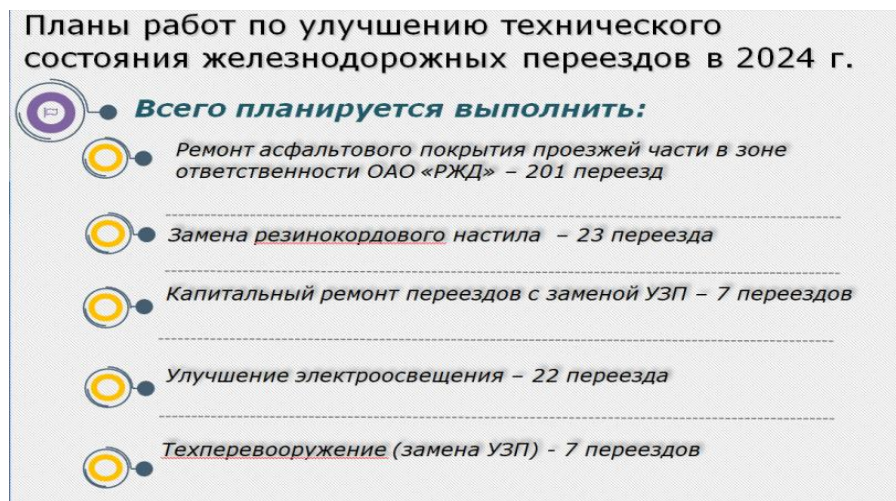 Планы работ по улучшению технического
состояния железнодорожных переездов в 2024 г.
Всего планируется выполнить:
Ремонт асфальтового покрытия проезжей части в зоне
ответственности ОАО «РЖД» – 201 переезд
Замена резинокордового настила – 23 переезда
Капитальный ремонт переездов с заменой УЗП – 7 переездов
Улучшение электроосвещения – 22 переезда
Техперевооружение (замена УЗП) - 7 переездов